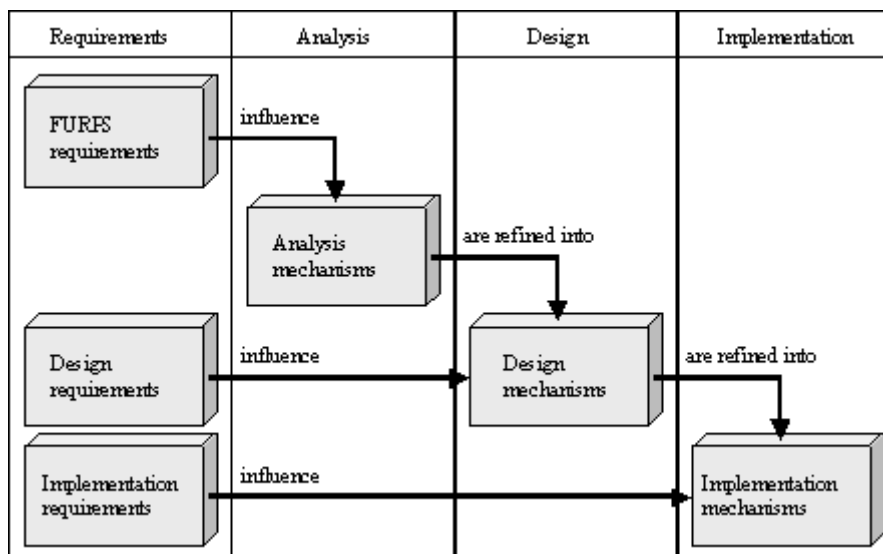 Requirements
Analysis
Design
Implementation
FURPS
requirements
influence
Analysis
mechanisms
are refined into
Design
requirements
influence
Design
mechanisms
are refined into
Implementation
requirements
influence
Implementation
mechanisms